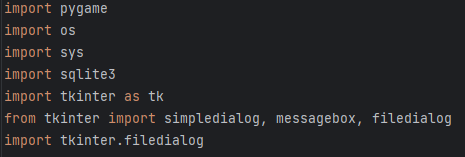 import pygame
import os
import sys
import sqlite3
import tkinter as tk
from tkinter import simpledialog, messagebox, filedialog
import tkinter.filedialog